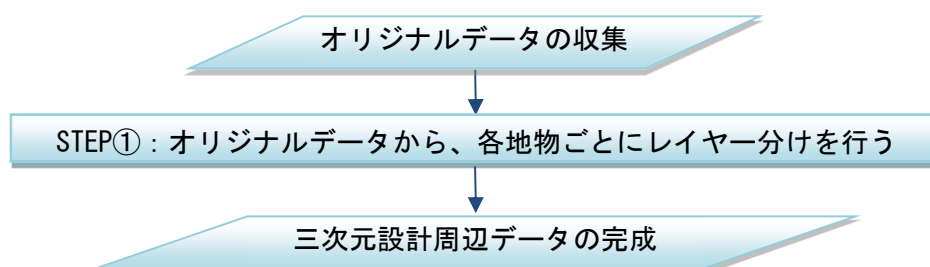 オリジナルデータの収集
STEP①：オリジナルデータから、各地物ごとにレイヤー分けを行う
三次元設計周辺データの完成